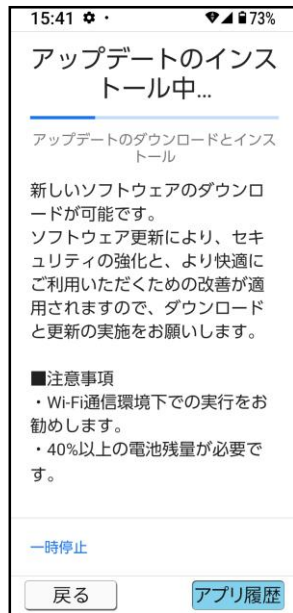 15:41 73%
アップデートのインス
トール中...
アップデートのダウンロードとインス
トール
新しいソフトウェアのダウンロ
ードが可能です。
ソフトウェア更新により、セキ
ュリティの強化と、より快適に
ご利用いただくための改善が適
用されますので、ダウンロード
と更新の実施をお願いします。
■注意事項
・Wi-Fi通信環境下での実行をお
勧めします。
・40%以上の電池残量が必要で
す。
一時停止
戻る アプリ履歴